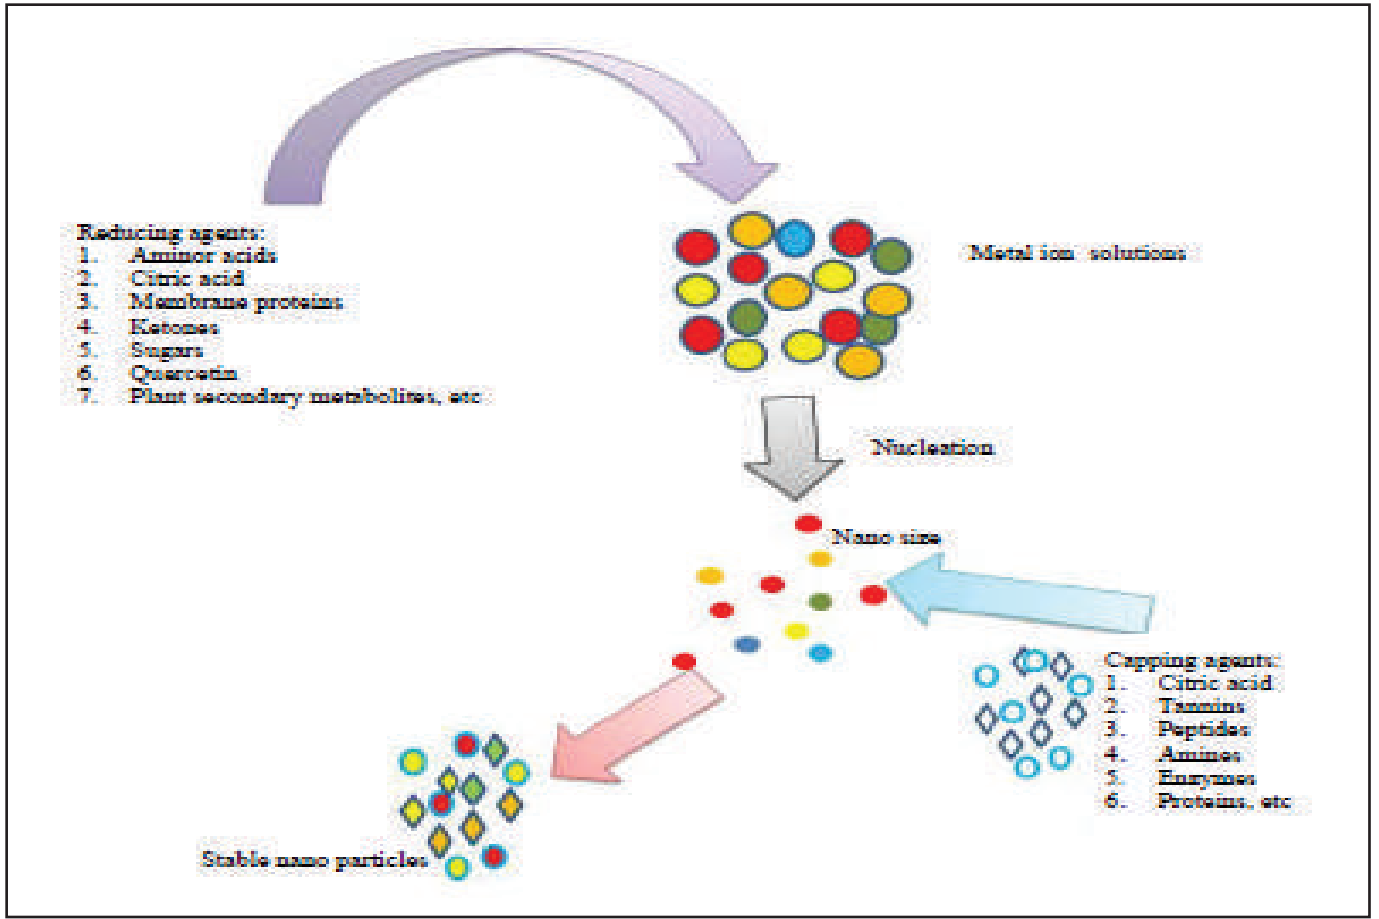 Reducing agents:
1. Aminor acids
2. Citric acid
3. Membrane proteins
4. Ketones
5. Sugars
6. Quercetin
7. Plant secondary metabolites, etc
Metal ion solutions
Nucleation
Nano size
Capping agents:
1. Citric acid
2. Tannins
3. Peptides
4. Amines
5. Enzymes
6. Proteins, etc
Stable nano particles